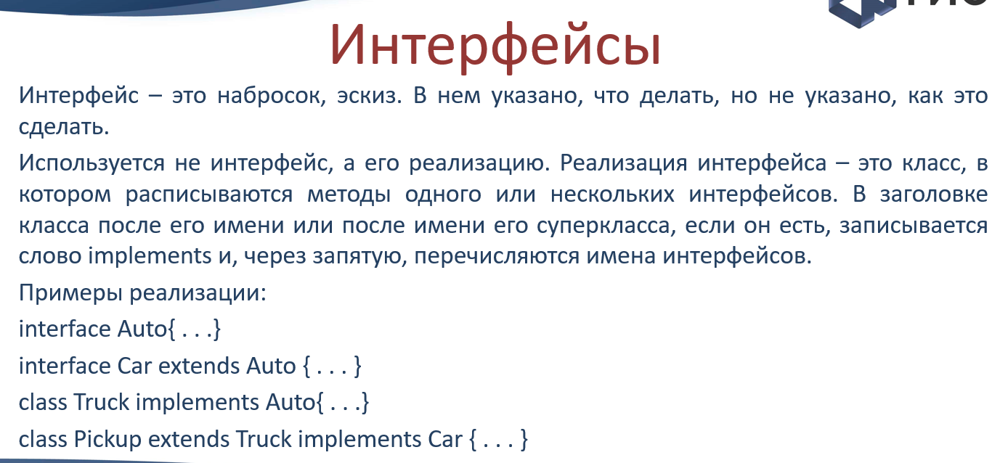 Интерфейсы
Интерфейс – это набросок, эскиз. В нем указано, что делать, но не указано, как это
сделать.
Используется не интерфейс, а его реализацию. Реализация интерфейса – это класс, в
котором расписываются методы одного или нескольких интерфейсов. В заголовке
класса после его имени или после имени его суперкласса, если он есть, записывается
слово implements и, через запятую, перечисляются имена интерфейсов.
Примеры реализации:
interface Auto{ . . .}
interface Car extends Auto { . . . }
class Truck implements Auto{ . . .}
class Pickup extends Truck implements Car { . . . }